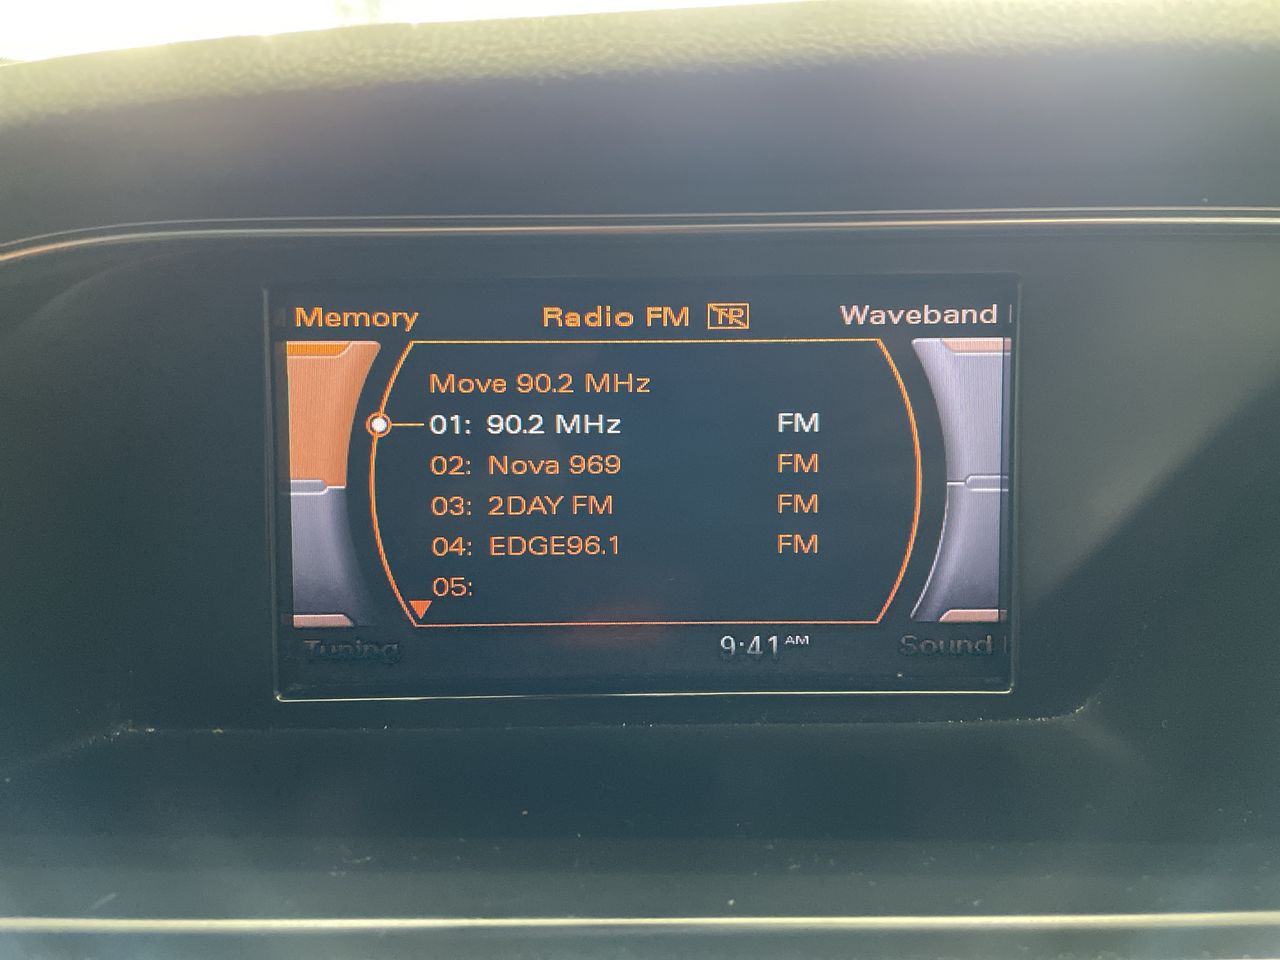 Memory Radio FM TP Waveband
Move 90.2 MHz
01: 90.2 MHz FM
02: Nova 969 FM
03: 2DAY FM FM
04: EDGE96.1 FM
05:
Tuning 9:41 AM Sound